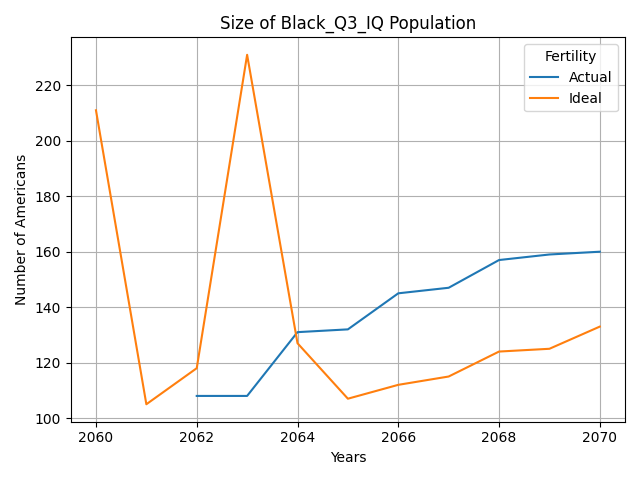 Size of Black_Q3_IQ Population
Fertility
Actual
Ideal
220
200
180
160
140
120
100
Number of Americans
2060
2062
2064
2066
2068
2070
Years